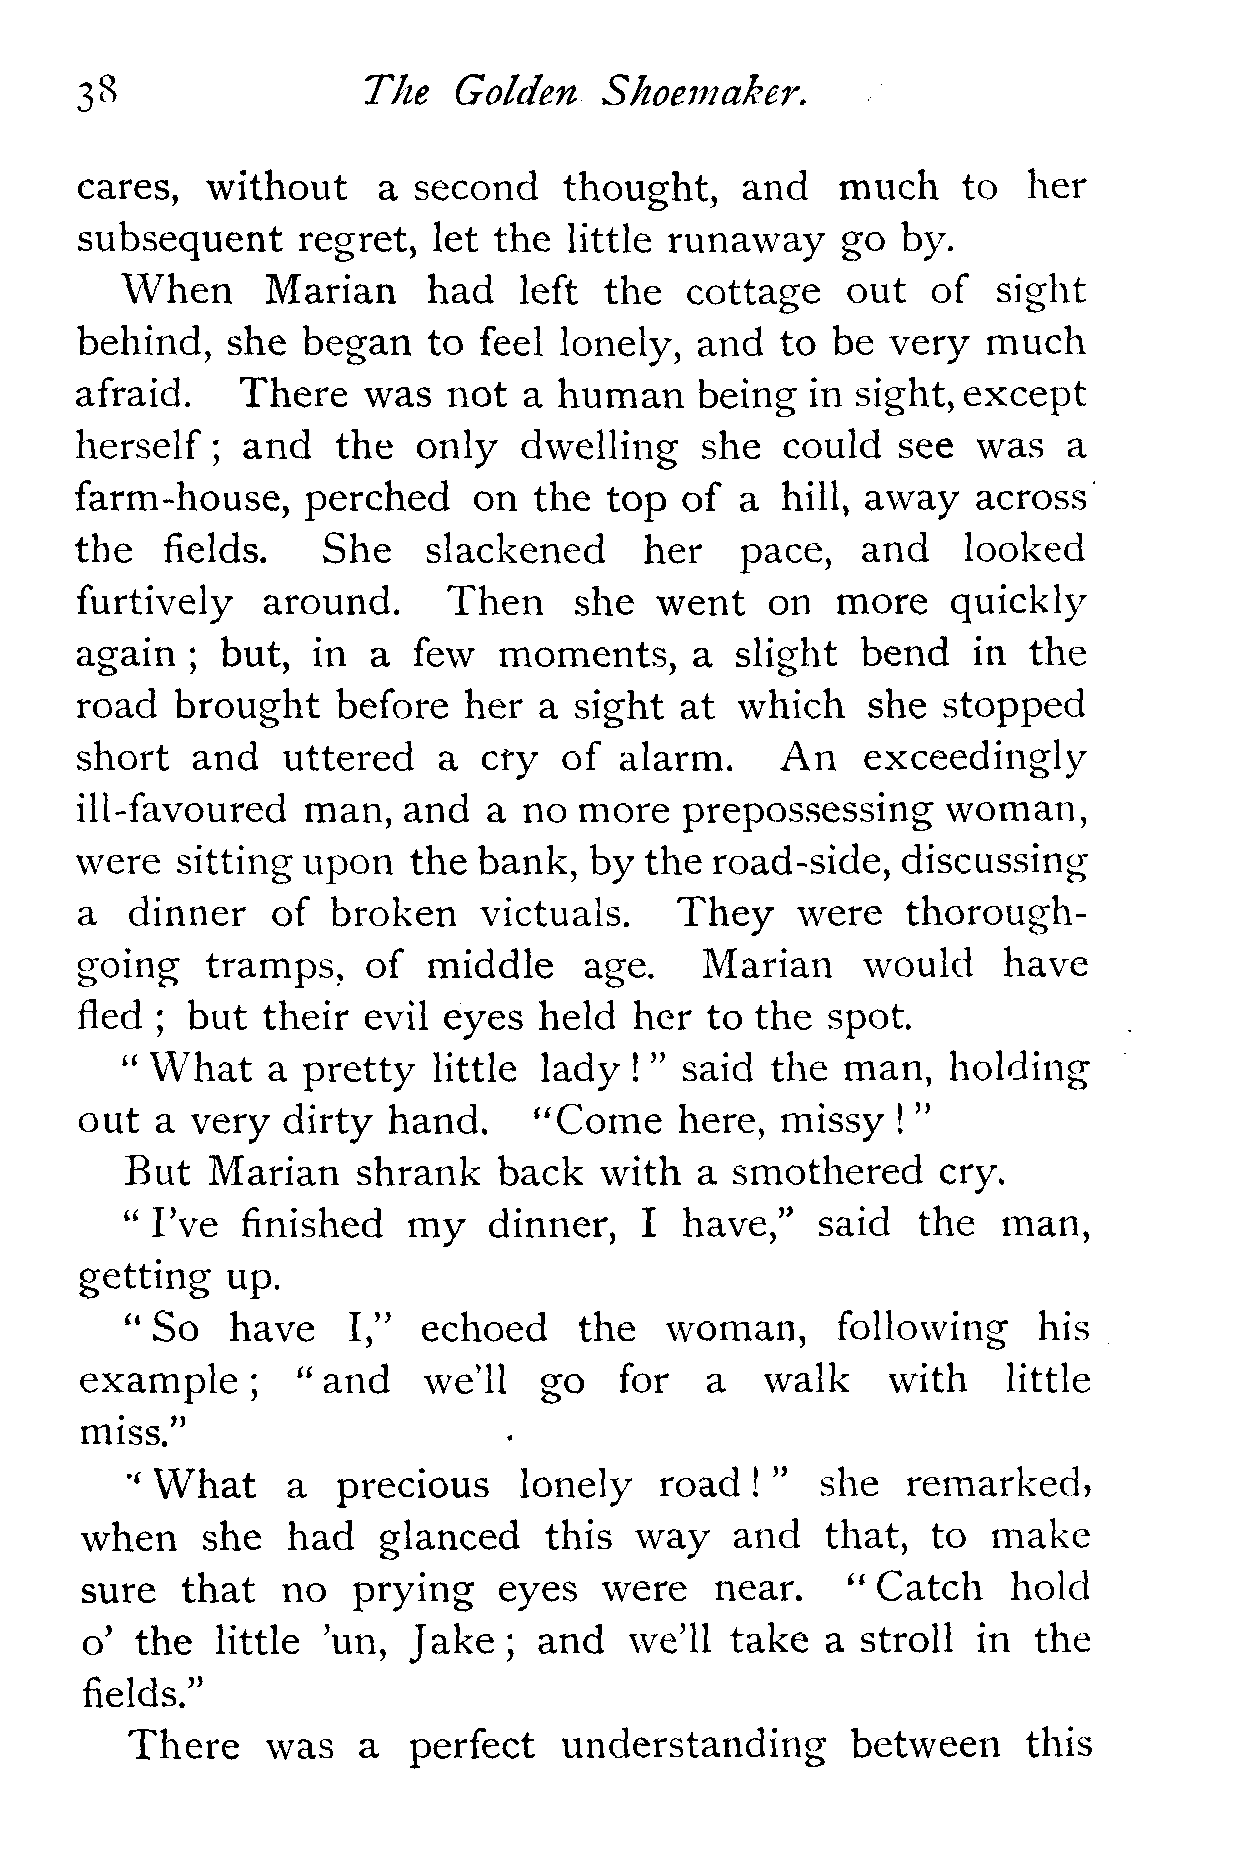 38 The Golden Shoemaker.
cares, without a second thought, and much to her
subsequent regret, let the little runaway go by.
When Marian had left the cottage out of sight
behind, she began to feel lonely, and to be very much
afraid. There was not a human being in sight, except
herself ; and the only dwelling she could see was a
farm-house, perched on the top of a hill, away across
the fields. She slackened her pace, and looked
furtively around. Then she went on more quickly
again ; but, in a few moments, a slight bend in the
road brought before her a sight at which she stopped
short and uttered a cry of alarm. An exceedingly
ill-favoured man, and a no more prepossessing woman,
were sitting upon the bank, by the road-side, discussing
a dinner of broken victuals. They were thorough-
going tramps, of middle age. Marian would have
fled ; but their evil eyes held her to the spot.
“ What a pretty little lady ! ” said the man, holding
out a very dirty hand. “Come here, missy ! ”
But Marian shrank back with a smothered cry.
“ I’ve finished my dinner, I have,” said the man,
getting up.
“ So have I,” echoed the woman, following his
example ; “ and we’ll go for a walk with little
miss.”
“ What a precious lonely road ! ” she remarked,
when she had glanced this way and that, to make
sure that no prying eyes were near. “ Catch hold
o’ the little ’un, Jake ; and we’ll take a stroll in the
fields.”
There was a perfect understanding between this